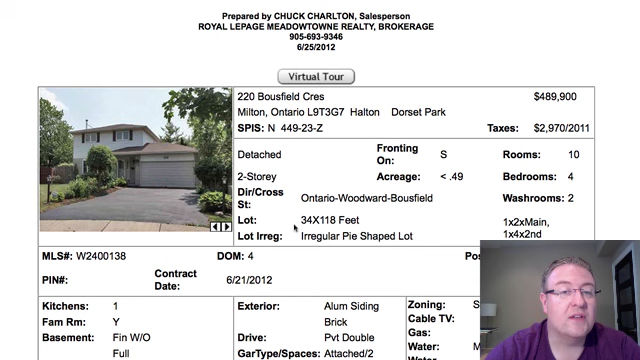 Prepared by CHUCK CHARLTON, Salesperson
ROYAL LEPAGE MEADOWTOWNE REALTY, BROKERAGE
905-693-9346
6/25/2012
Virtual Tour
220 Bousfield Cres $489,900
Milton, Ontario L9T3G7 Halton Dorset Park
SPIS: N 449-23-Z Taxes: $2,970/2011
Detached Fronting On: S Rooms: 10
2-Storey Acreage: < .49 Bedrooms: 4
Dir/Cross St: Ontario-Woodward-Bousfield Washrooms: 2
Lot: 34X118 Feet 1x2xMain,
Lot Irreg: Irregular Pie Shaped Lot 1x4x2nd
MLS#: W2400138 DOM: 4
PIN#: Contract Date: 6/21/2012
Kitchens: 1 Exterior: Alum Siding Zoning:
Fam Rm: Y Brick Cable TV:
Basement: Fin W/O Drive: Pvt Double Gas:
Full GarType/Spaces: Attached/2 Water: